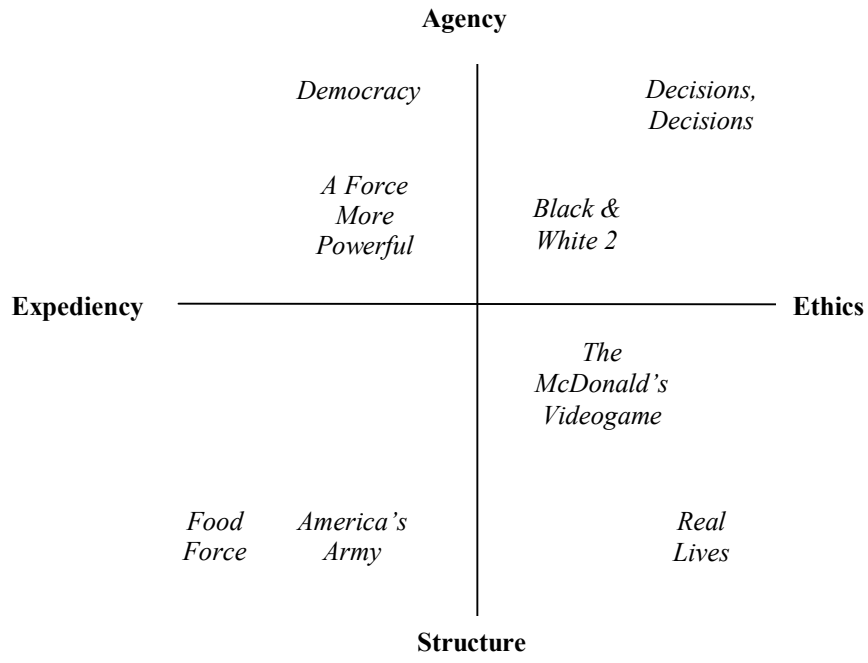 Agency
Democracy
Decisions,
Decisions
A Force
More
Powerful
Black &
White 2
Expediency
Ethics
The
McDonald’s
Videogame
Food
Force
America’s
Army
Real
Lives
Structure